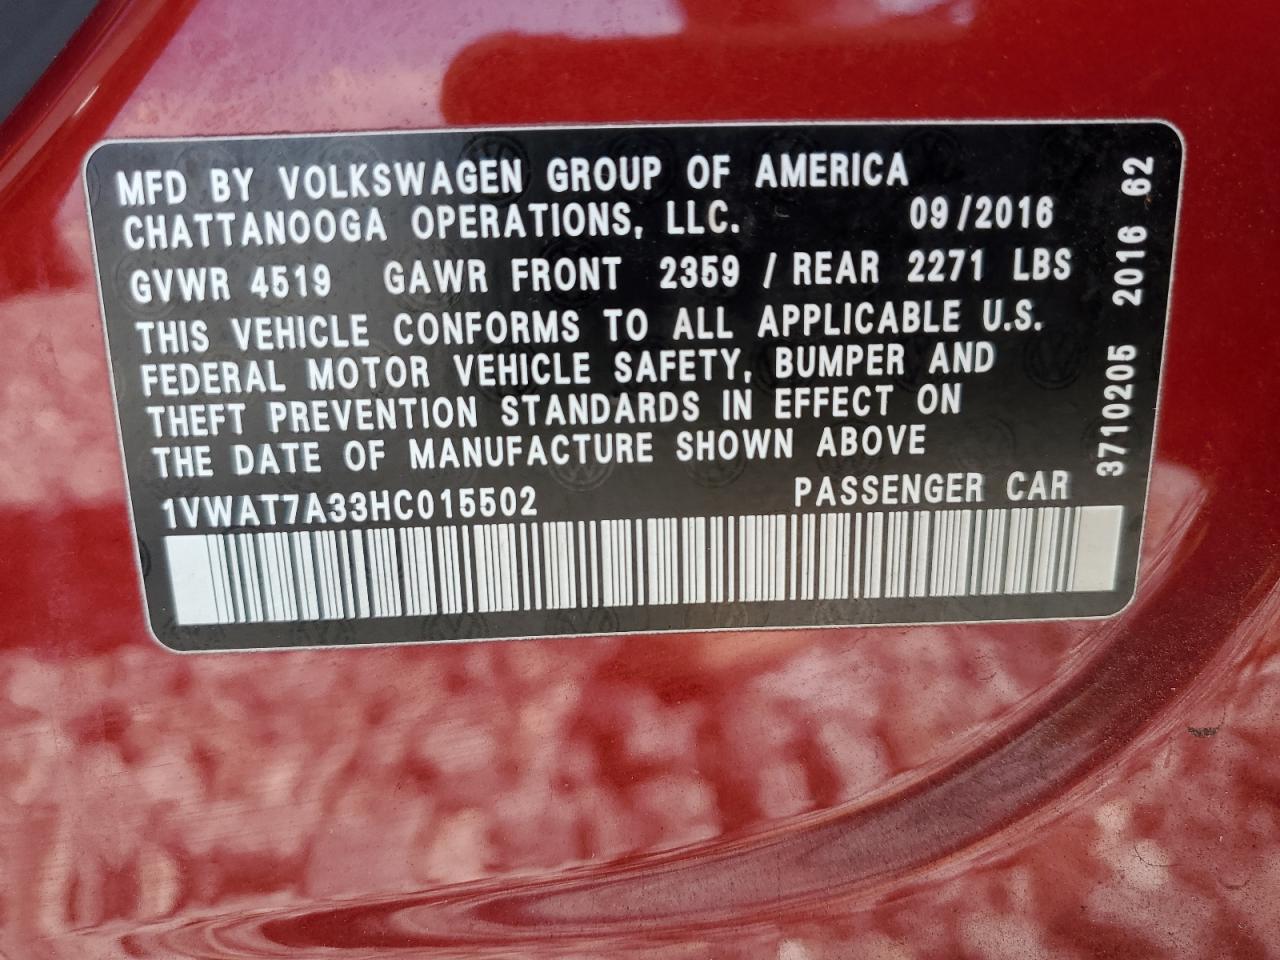 MFD BY VOLKSWAGEN GROUP OF AMERICA
CHATTANOOGA OPERATIONS, LLC. 09/2016
GVWR 4519 GAWR FRONT 2359 / REAR 2271 LBS
THIS VEHICLE CONFORMS TO ALL APPLICABLE U.S.
FEDERAL MOTOR VEHICLE SAFETY, BUMPER AND
THEFT PREVENTION STANDARDS IN EFFECT ON
THE DATE OF MANUFACTURE SHOWN ABOVE
1VWAT7A33HC015502 PASSENGER CAR
3710205 2016 62